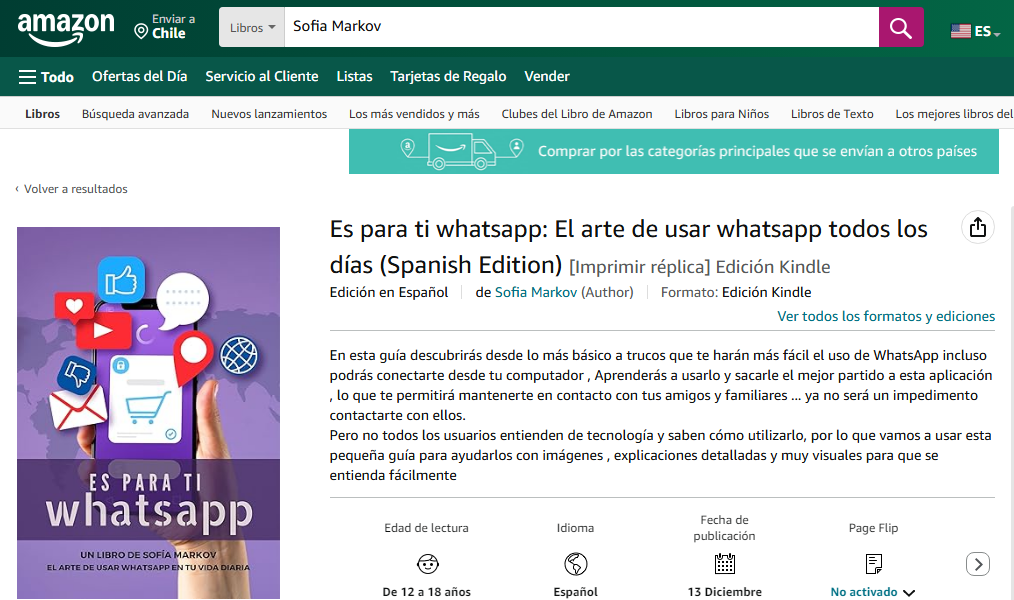 amazon
Enviar a
Chile
Libros
Sofia Markov
ES
Todo Ofertas del Día Servicio al Cliente Listas Tarjetas de Regalo Vender
Libros Búsqueda avanzada Nuevos lanzamientos Los más vendidos y más Clubes del Libro de Amazon Libros para Niños Libros de Texto Los mejores libros del
a
Comprar por las categorías principales que se envían a otros países
‹ Volver a resultados
Es para ti whatsapp: El arte de usar whatsapp todos los
días (Spanish Edition) [Imprimir réplica] Edición Kindle
Edición en Español de Sofia Markov (Author) Formato: Edición Kindle
Ver todos los formatos y ediciones
En esta guía descubrirás desde lo más básico a trucos que te harán más fácil el uso de WhatsApp incluso
podrás conectarte desde tu computador , Aprenderás a usarlo y sacarle el mejor partido a esta aplicación
, lo que te permitirá mantenerte en contacto con tus amigos y familiares ... ya no será un impedimento
contactarte con ellos.
Pero no todos los usuarios entienden de tecnología y saben cómo utilizarlo, por lo que vamos a usar esta
pequeña guía para ayudarlos con imágenes , explicaciones detalladas y muy visuales para que se
entienda fácilmente
ES PARA TI
whatsapp
UN LIBRO DE SOFÍA MARKOV
EL ARTE DE USAR WHATSAPP EN TU VIDA DIARIA
Edad de lectura
De 12 a 18 años
Idioma
Español
Fecha de
publicación
13 Diciembre
Page Flip
No activado